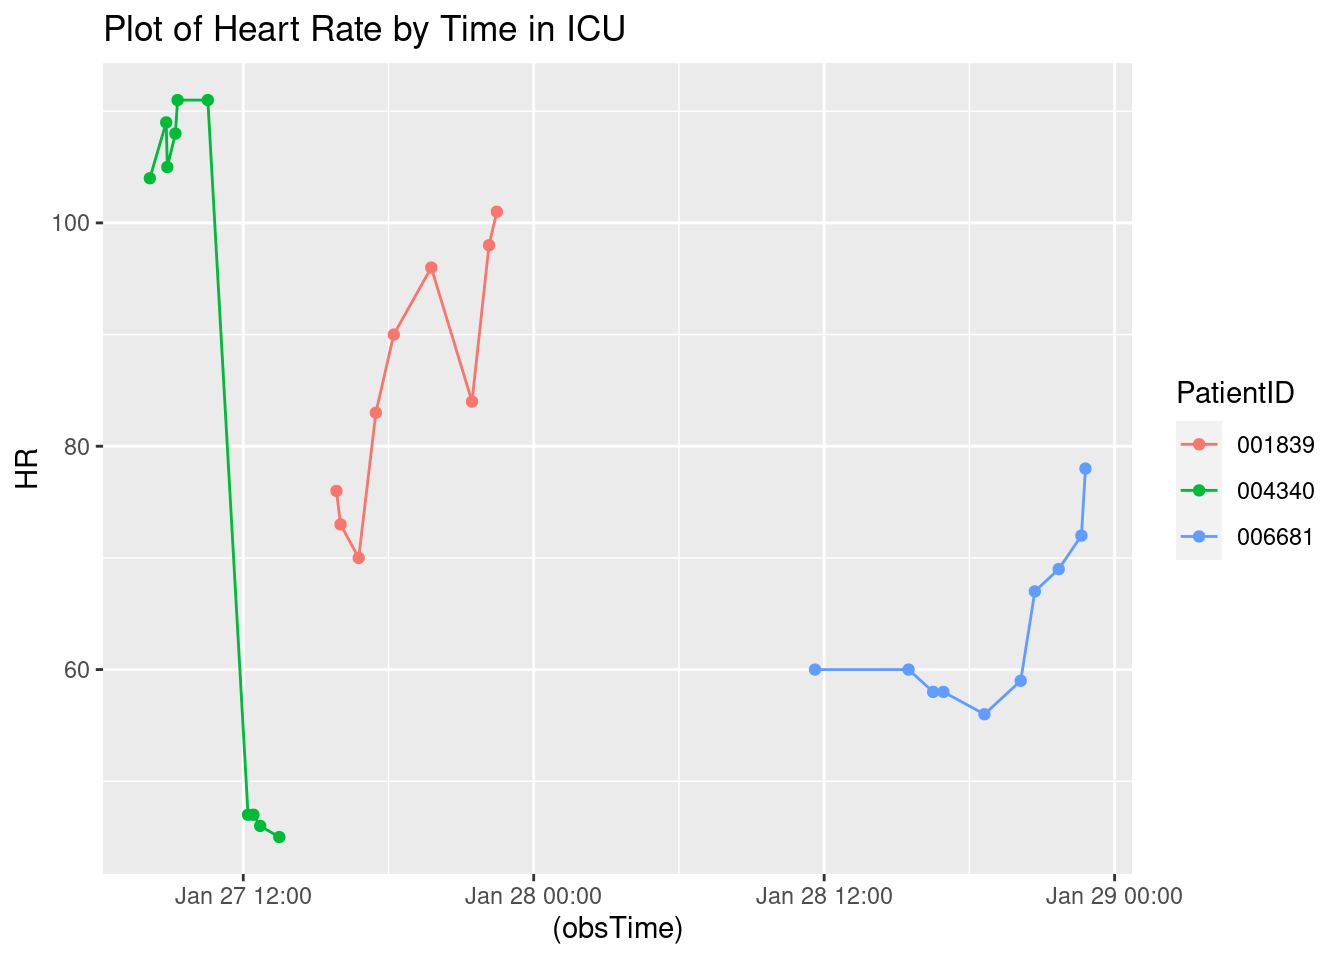 Plot of Heart Rate by Time in ICU
HR
100
80
60
Jan 27 12:00
Jan 28 00:00
Jan 28 12:00
Jan 29 00:00
(obsTime)
PatientID
001839
004340
006681